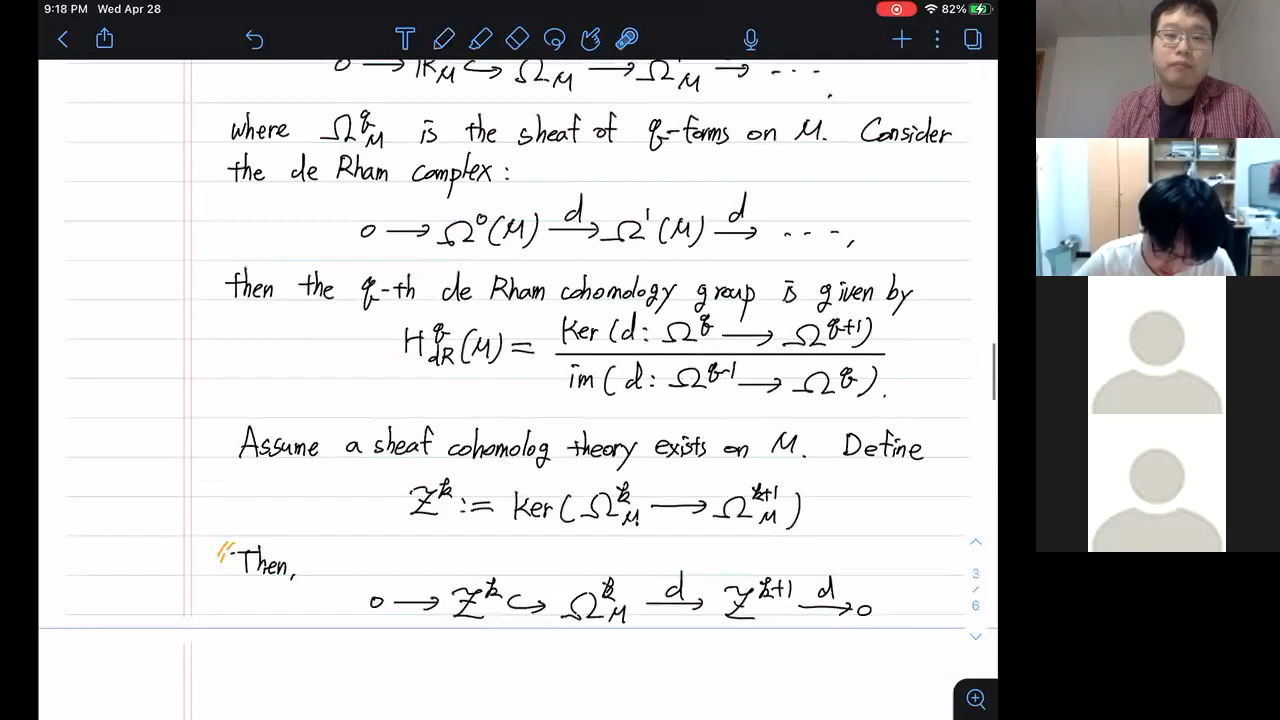 9:18 PM Wed Apr 28
82%
0 → ℝ_M ↪ Ω_M → Ω¹_M → ⋯.
where Ω^q_M is the sheaf of q-forms on M. Consider
the de Rham complex:
0 → Ω⁰(M) —d→ Ω¹(M) —d→ ⋯,
then the q-th de Rham cohomology group is given by
H^q_dR(M) = ker(d: Ω^q → Ω^{q+1}) / im(d: Ω^{q-1} → Ω^q).
Assume a sheaf cohomolog theory exists on M. Define
Z^k := ker(Ω^k_M → Ω^{k+1}_M)
Then,
0 → Z^k ↪ Ω^k_M —d→ Z^{k+1} —d→ 0
3
/
6